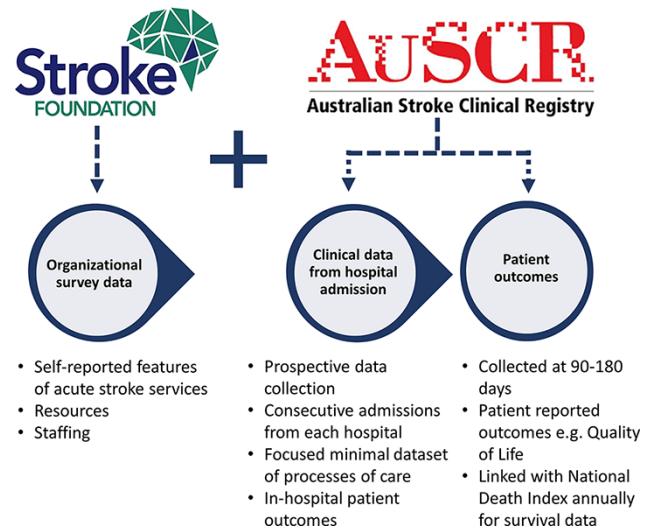 Stroke
FOUNDATION
AuSCR
Australian Stroke Clinical Registry
+
Organizational
survey data
Clinical data
from hospital
admission
Patient
outcomes
• Self-reported features
of acute stroke services
• Resources
• Staffing
• Prospective data
collection
• Consecutive admissions
from each hospital
• Focused minimal dataset
of processes of care
• In-hospital patient
outcomes
• Collected at 90-180
days
• Patient reported
outcomes e.g. Quality
of Life
• Linked with National
Death Index annually
for survival data